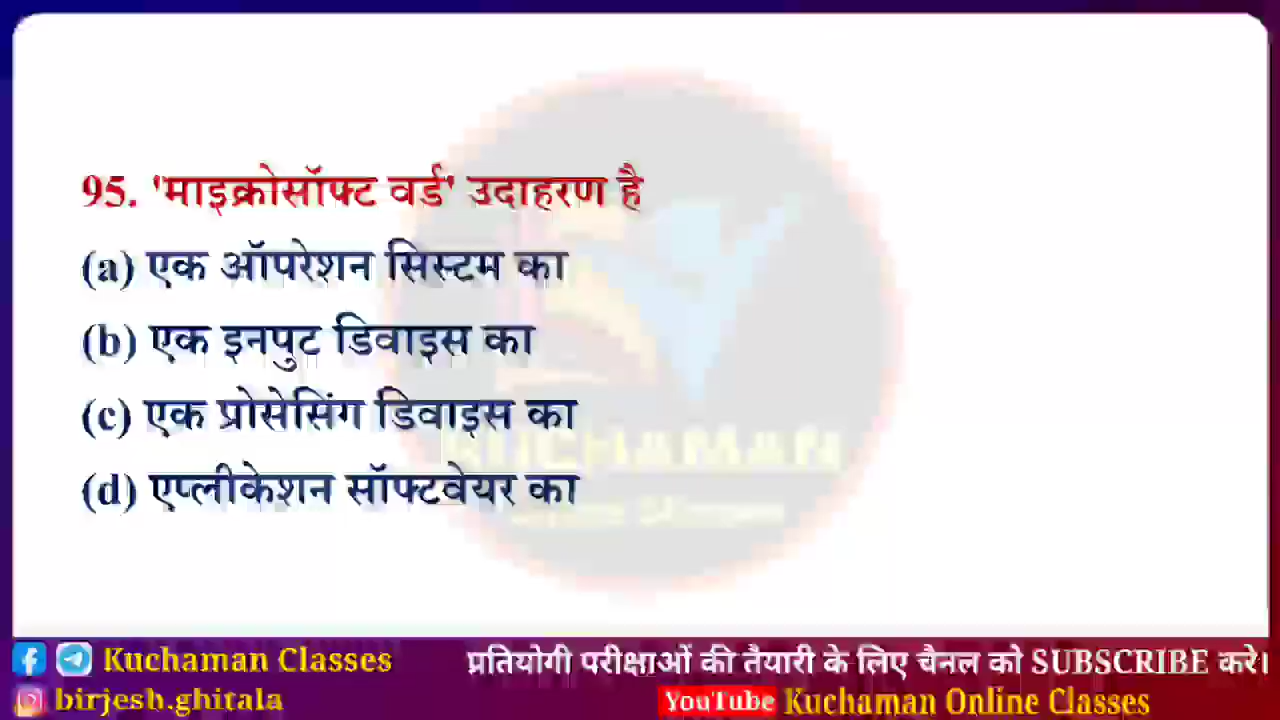 95. 'माइक्रोसॉफ्ट वर्ड' उदाहरण है
(a) एक ऑपरेशन सिस्टम का
(b) एक इनपुट डिवाइस का
(c) एक प्रोसेसिंग डिवाइस का
(d) एप्लीकेशन सॉफ्टवेयर का
KUCHAMAN
Kuchaman Classes
प्रतियोगी परीक्षाओं की तैयारी के लिए चैनल को SUBSCRIBE करे।
birjesh.ghitala
YouTube Kuchaman Online Classes